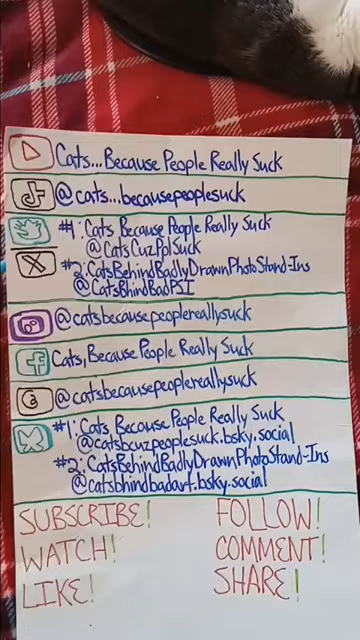 Cats...Because People Really Suck
@cats...becausepeoplesuck
#1: Cats Because People Really Suck
@CatsCuzPplSuck
#2: CatsBehindBadlyDrawnPhotoStand-Ins
@CatsBhindBadPSI
@catsbecausepeoplereallysuck
Cats, Because People Really Suck
@catsbecausepeoplereallysuck
#1: Cats Because People Really Suck
@catsbcuzpeoplesuck.bsky.social
#2: CatsBehindBadlyDrawnPhotoStand-Ins
@catsbhindbadart.bsky.social
SUBSCRIBE! FOLLOW!
WATCH! COMMENT!
LIKE! SHARE!